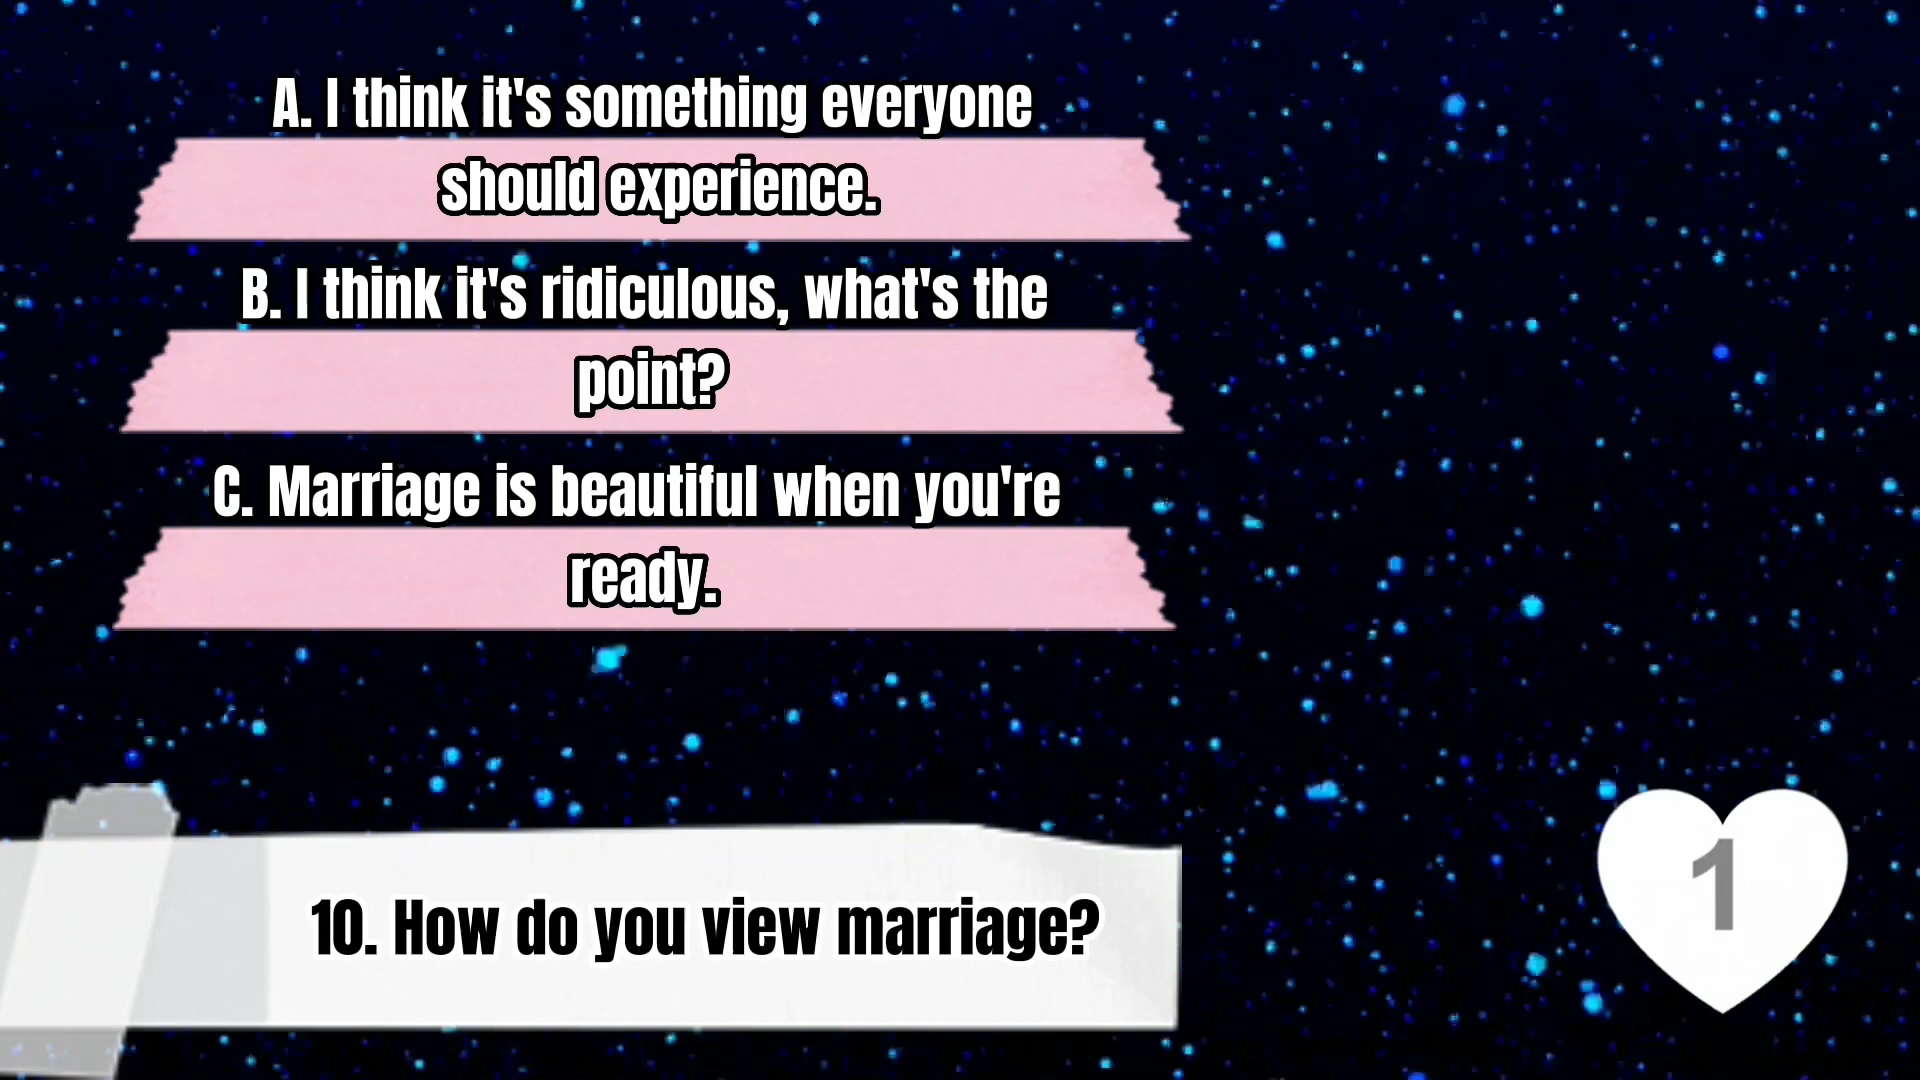 A. I think it's something everyone
should experience.
B. I think it's ridiculous, what's the
point?
C. Marriage is beautiful when you're
ready.
10. How do you view marriage?
1